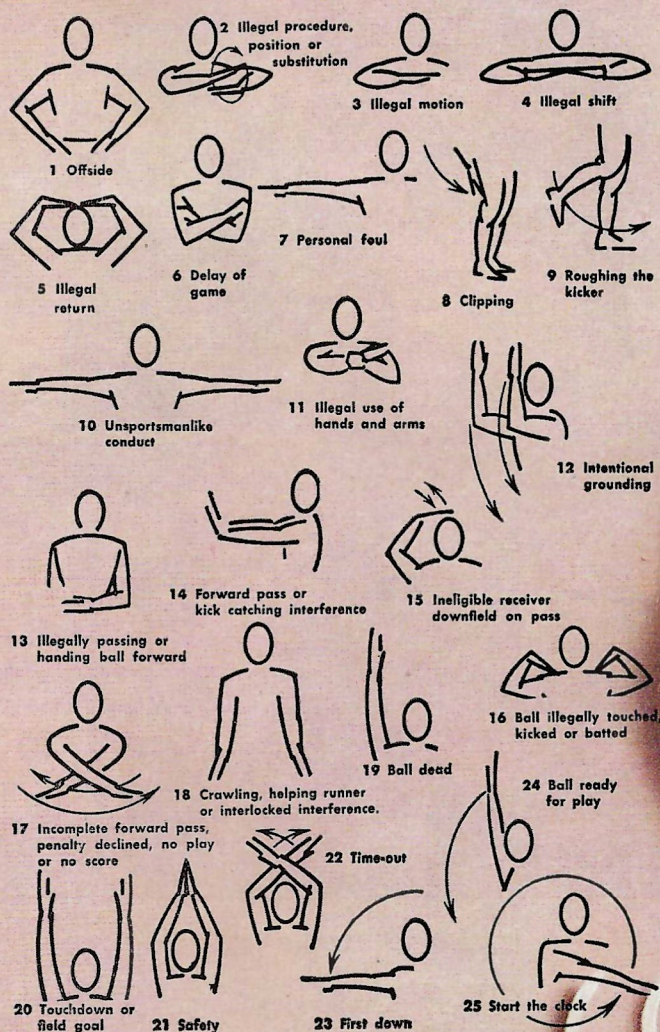 2 Illegal procedure,
position or
substitution
3 Illegal motion
4 Illegal shift
1 Offside
5 Illegal
return
6 Delay of
game
7 Personal foul
8 Clipping
9 Roughing the
kicker
10 Unsportsmanlike
conduct
11 Illegal use of
hands and arms
12 Intentional
grounding
13 Illegally passing or
handing ball forward
14 Forward pass or
kick catching interference
15 Ineligible receiver
downfield on pass
16 Ball illegally touched,
kicked or batted
17 Incomplete forward pass,
penalty declined, no play
or no score
18 Crawling, helping runner
or interlocked interference.
19 Ball dead
24 Ball ready
for play
22 Time-out
20 Touchdown or
field goal
21 Safety
23 First down
25 Start the clock